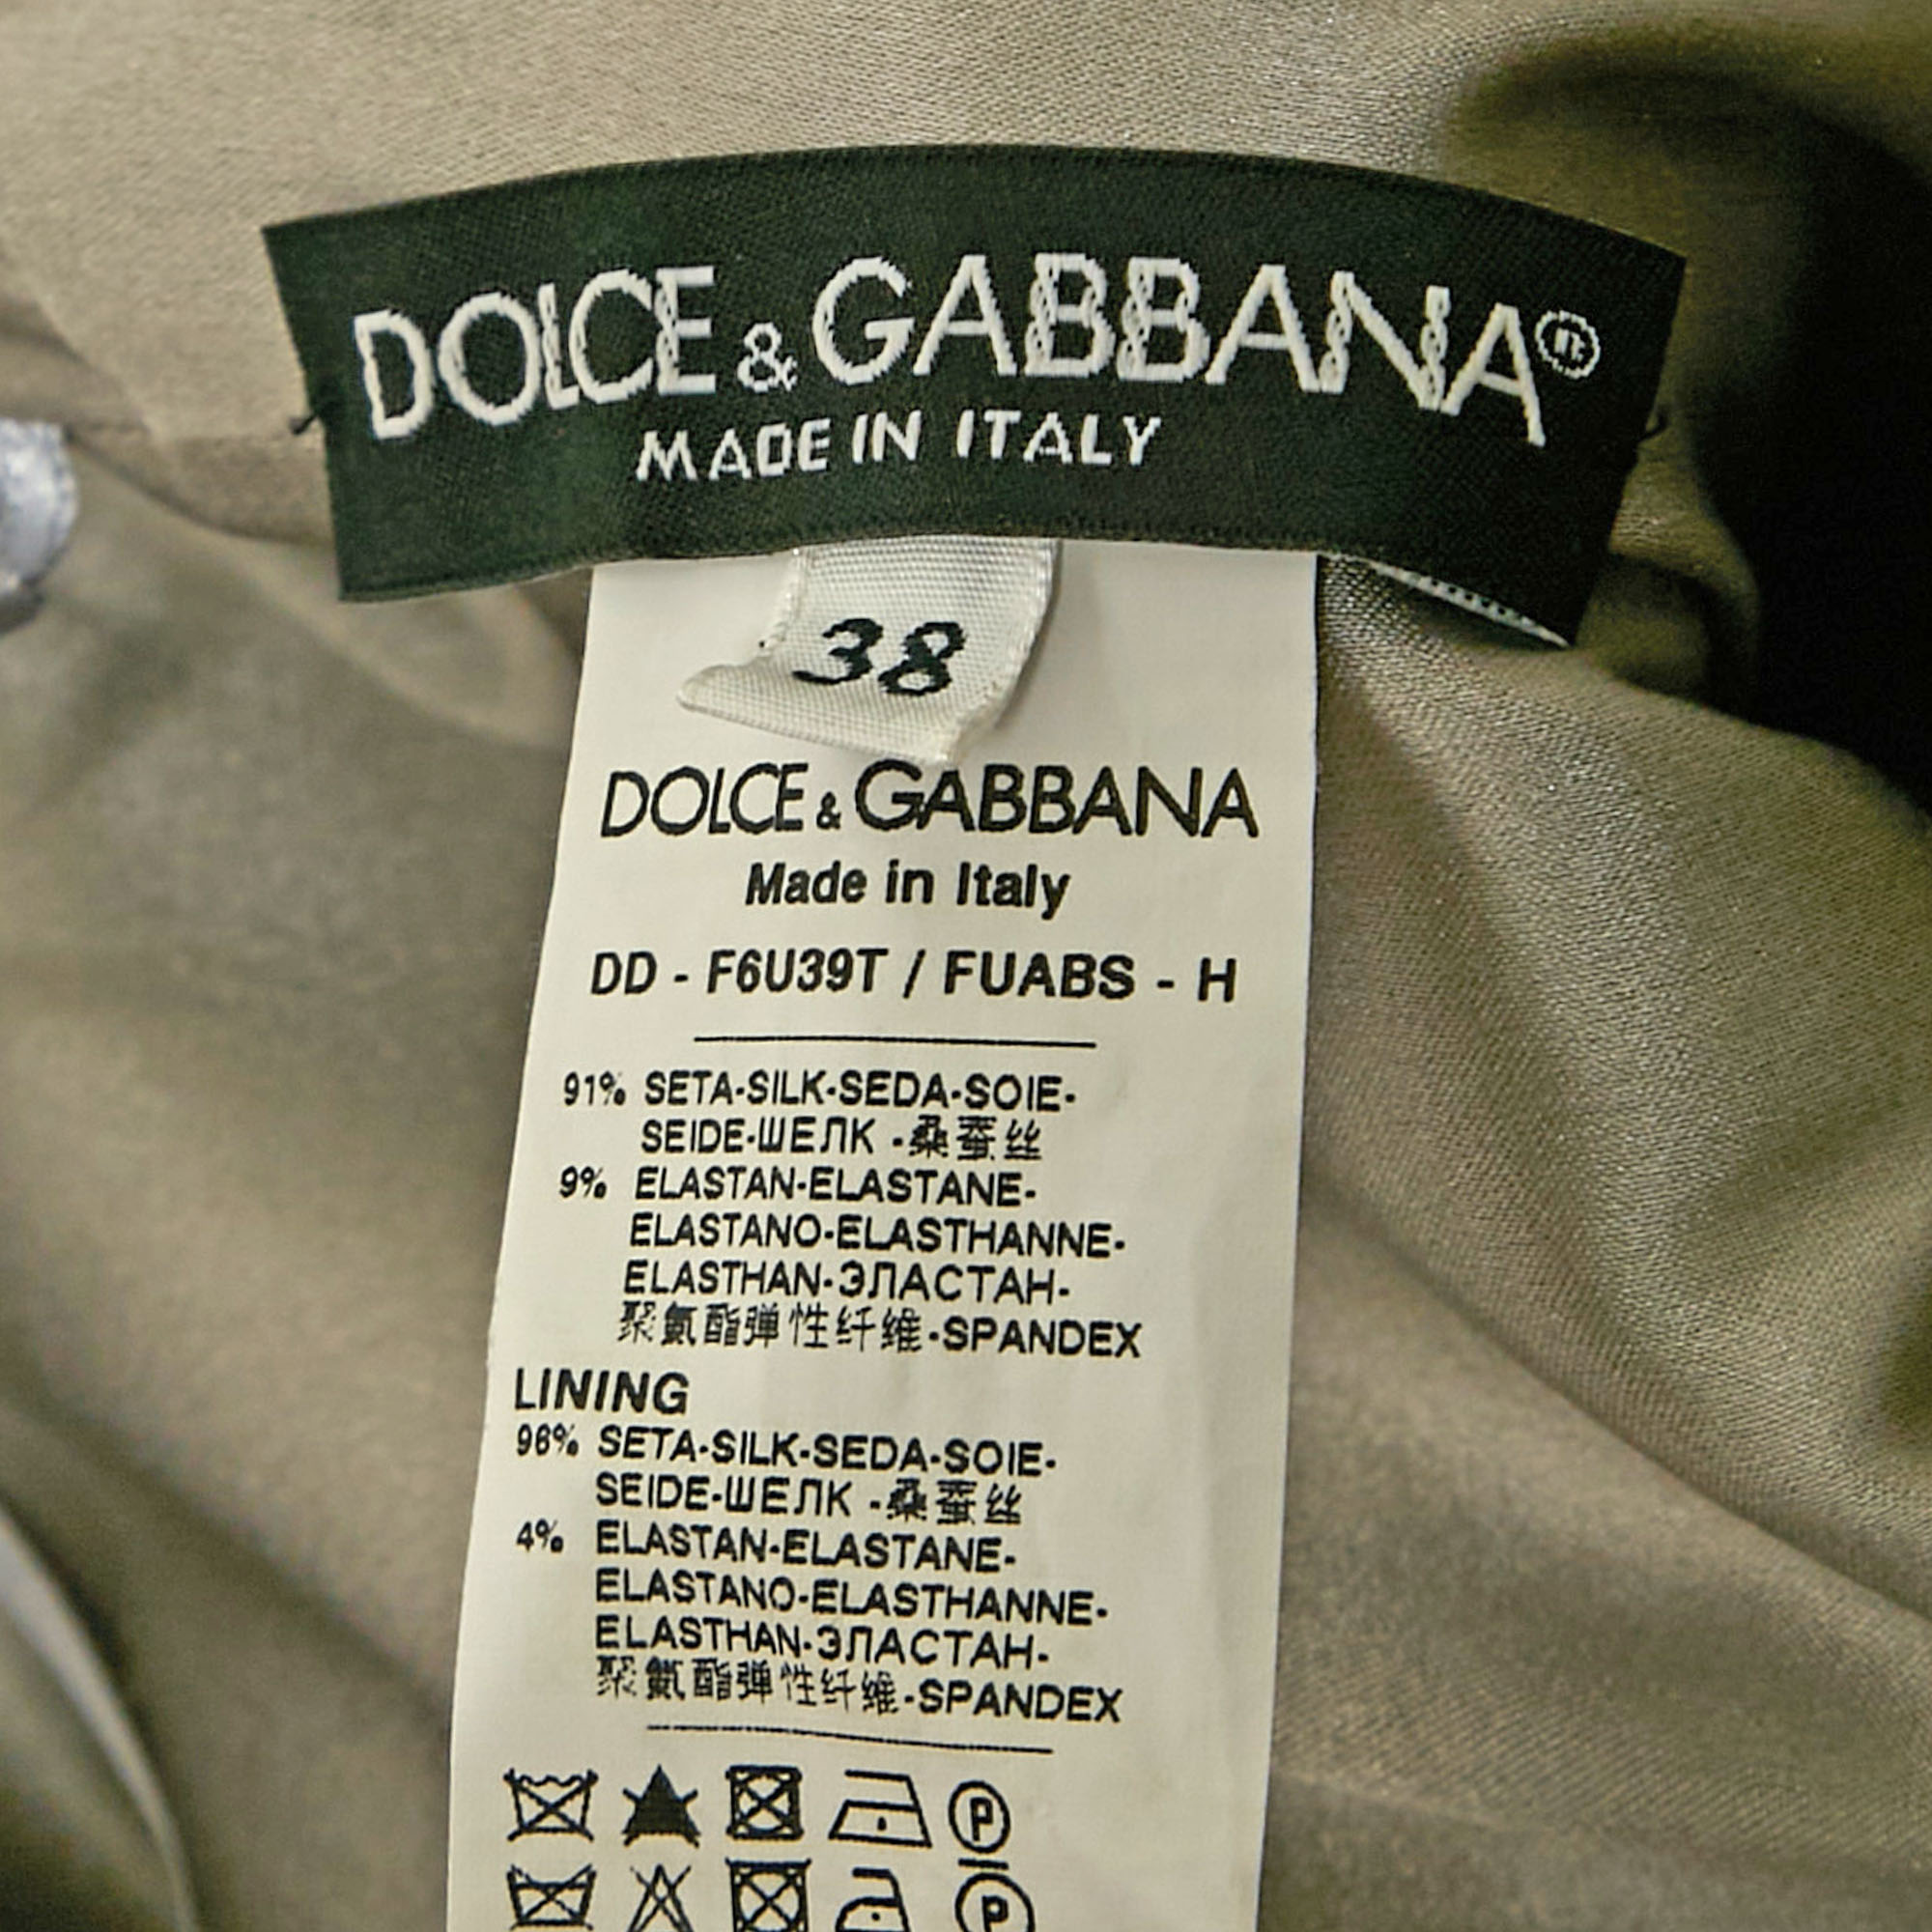 DOLCE & GABBANA®
MADE IN ITALY
38
DOLCE & GABBANA
Made in Italy
DD - F6U39T / FUABS - H
91% SETA-SILK-SEDA-SOIE-
SEIDE-ШЕЛК -桑蚕丝
9% ELASTAN-ELASTANE-
ELASTANO-ELASTHANNE-
ELASTHAN-ЭЛАСТАН-
聚氨酯弹性纤维-SPANDEX
LINING
96% SETA-SILK-SEDA-SOIE-
SEIDE-ШЕЛК -桑蚕丝
4% ELASTAN-ELASTANE-
ELASTANO-ELASTHANNE-
ELASTHAN-ЭЛАСТАН-
聚氨酯弹性纤维-SPANDEX
P
P